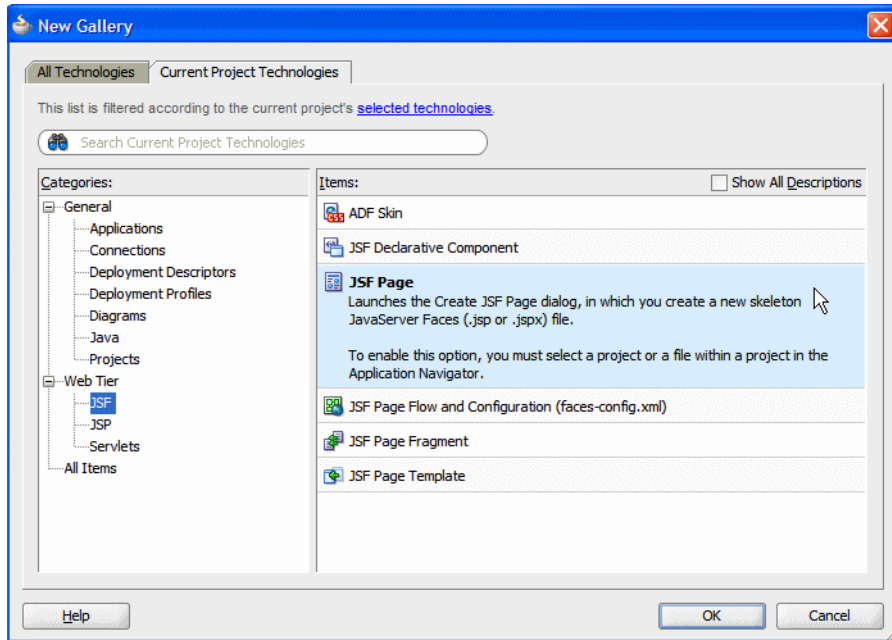 New Gallery
All Technologies
Current Project Technologies
This list is filtered according to the current project's selected technologies.
Search Current Project Technologies
Categories:
General
Applications
Connections
Deployment Descriptors
Deployment Profiles
Diagrams
Java
Projects
Web Tier
JSF
JSP
Servlets
All Items
Items:
Show All Descriptions
CSS
ADF Skin
JSF Declarative Component
JSF Page
Launches the Create JSF Page dialog, in which you create a new skeleton
JavaServer Faces (.jsp or .jspx) file.
To enable this option, you must select a project or a file within a project in the
Application Navigator.
JSF Page Flow and Configuration (faces-config.xml)
JSF Page Fragment
JSF Page Template
Help
OK
Cancel